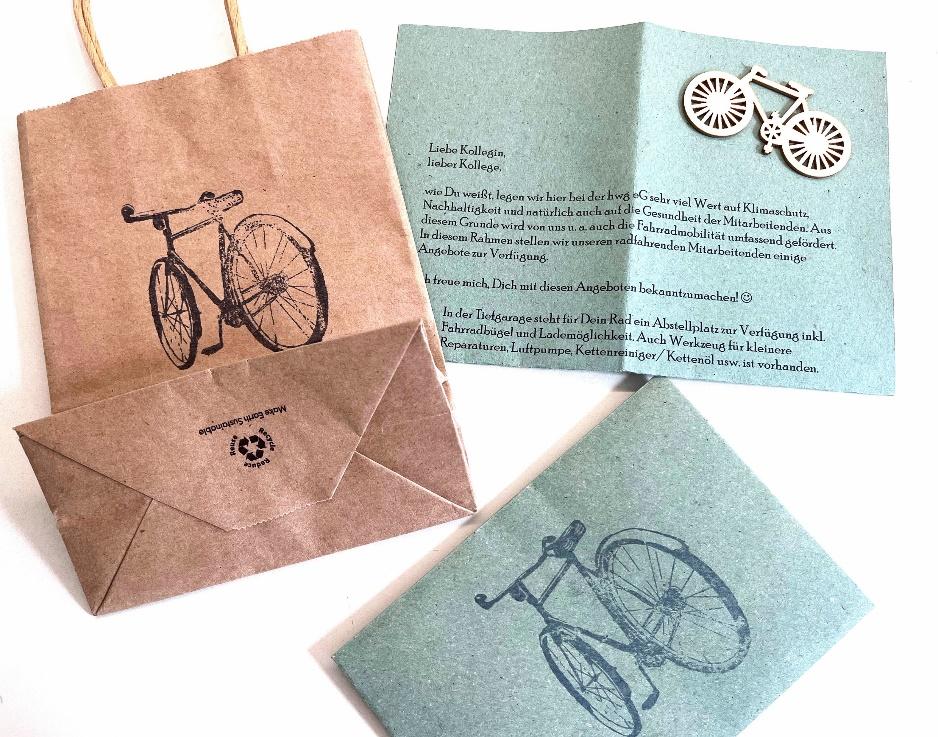 Liebe Kollegin,
lieber Kollege,
wie Du weißt, legen wir hier bei der hwg eG sehr viel Wert auf Klimaschutz,
Nachhaltigkeit und natürlich auch auf die Gesundheit der Mitarbeitenden. Aus
diesem Grunde wird von uns u. a. auch die Fahrradmobilität umfassend gefördert.
In diesem Rahmen stellen wir unseren radfahrenden Mitarbeitenden einige
Angebote zur Verfügung.
h freue mich, Dich mit diesen Angeboten bekanntzumachen! ☺
In der Tiefgarage steht für Dein Rad ein Abstellplatz zur Verfügung inkl.
Fahrradbügel und Lademöglichkeit. Auch Werkzeug für kleinere
Reparaturen, Luftpumpe, Kettenreiniger/ Kettenöl usw. ist vorhanden.
Make Earth Sustainable
Reuse Recycle
Reduce